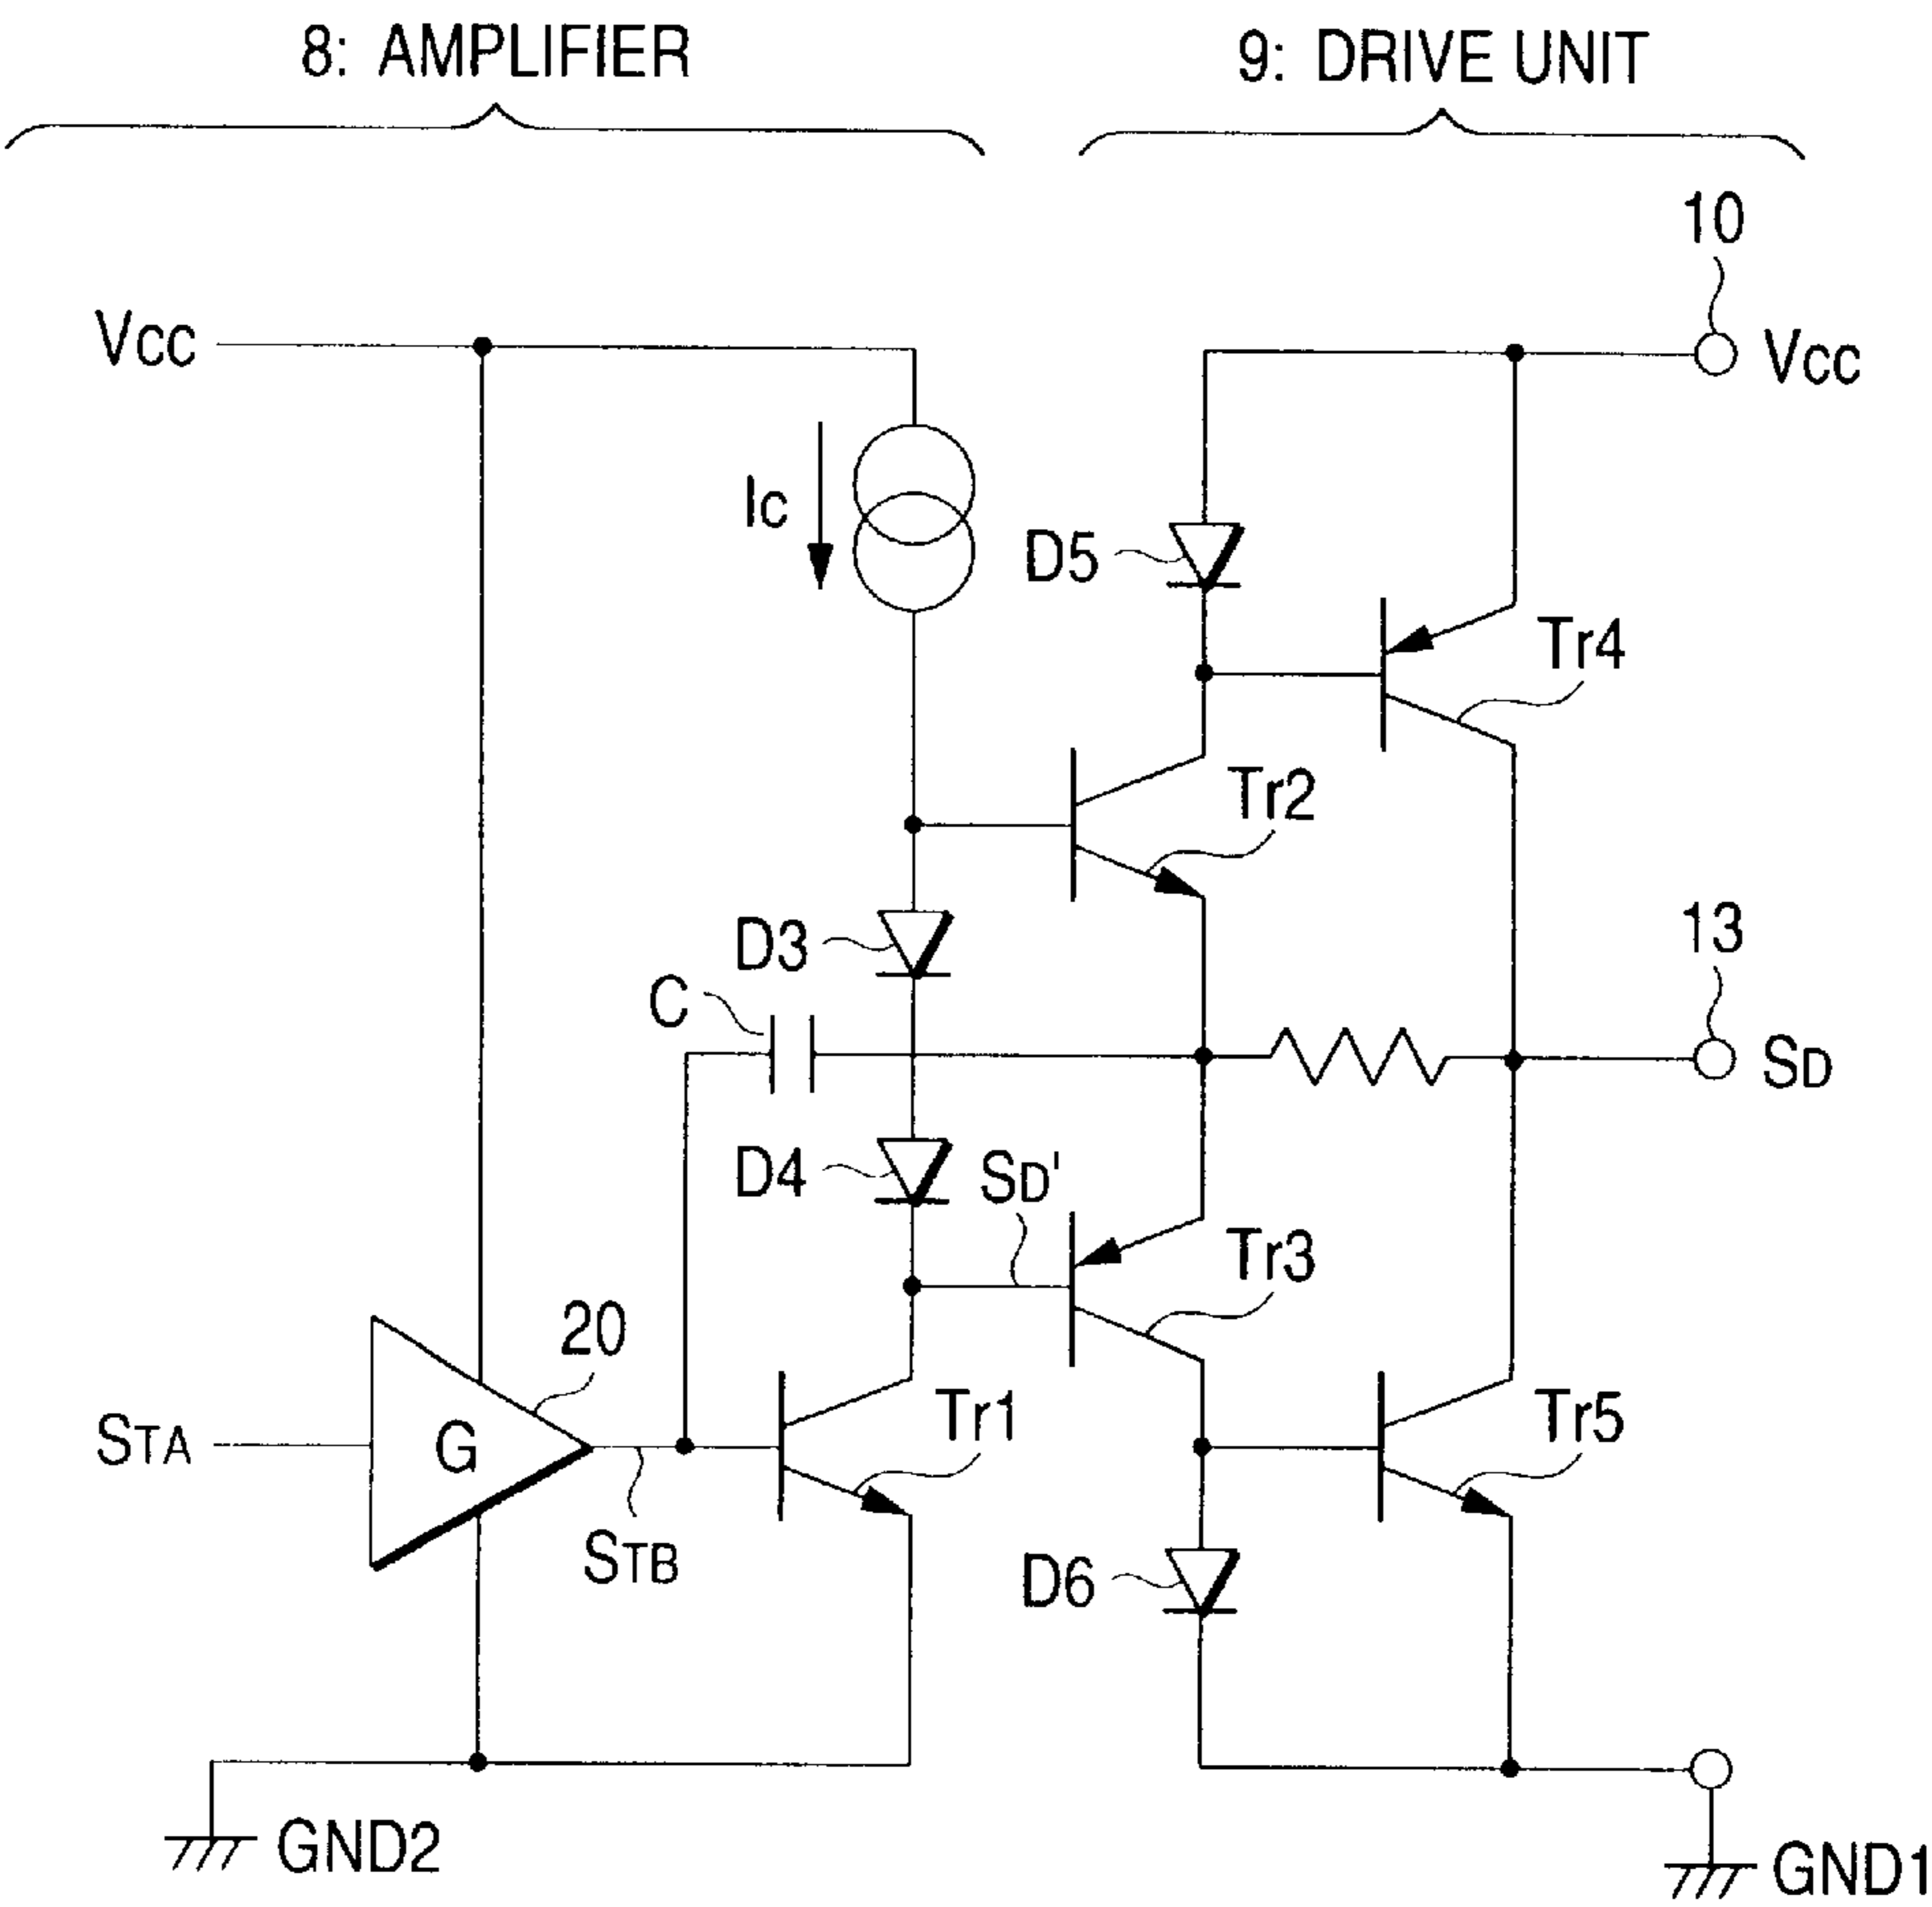 8: AMPLIFIER
9: DRIVE UNIT
10
Vcc
Vcc
Ic
D5
Tr4
Tr2
D3
13
C
SD
D4
SD'
Tr3
20
Tr1
Tr5
STA
G
STB
D6
GND2
GND1